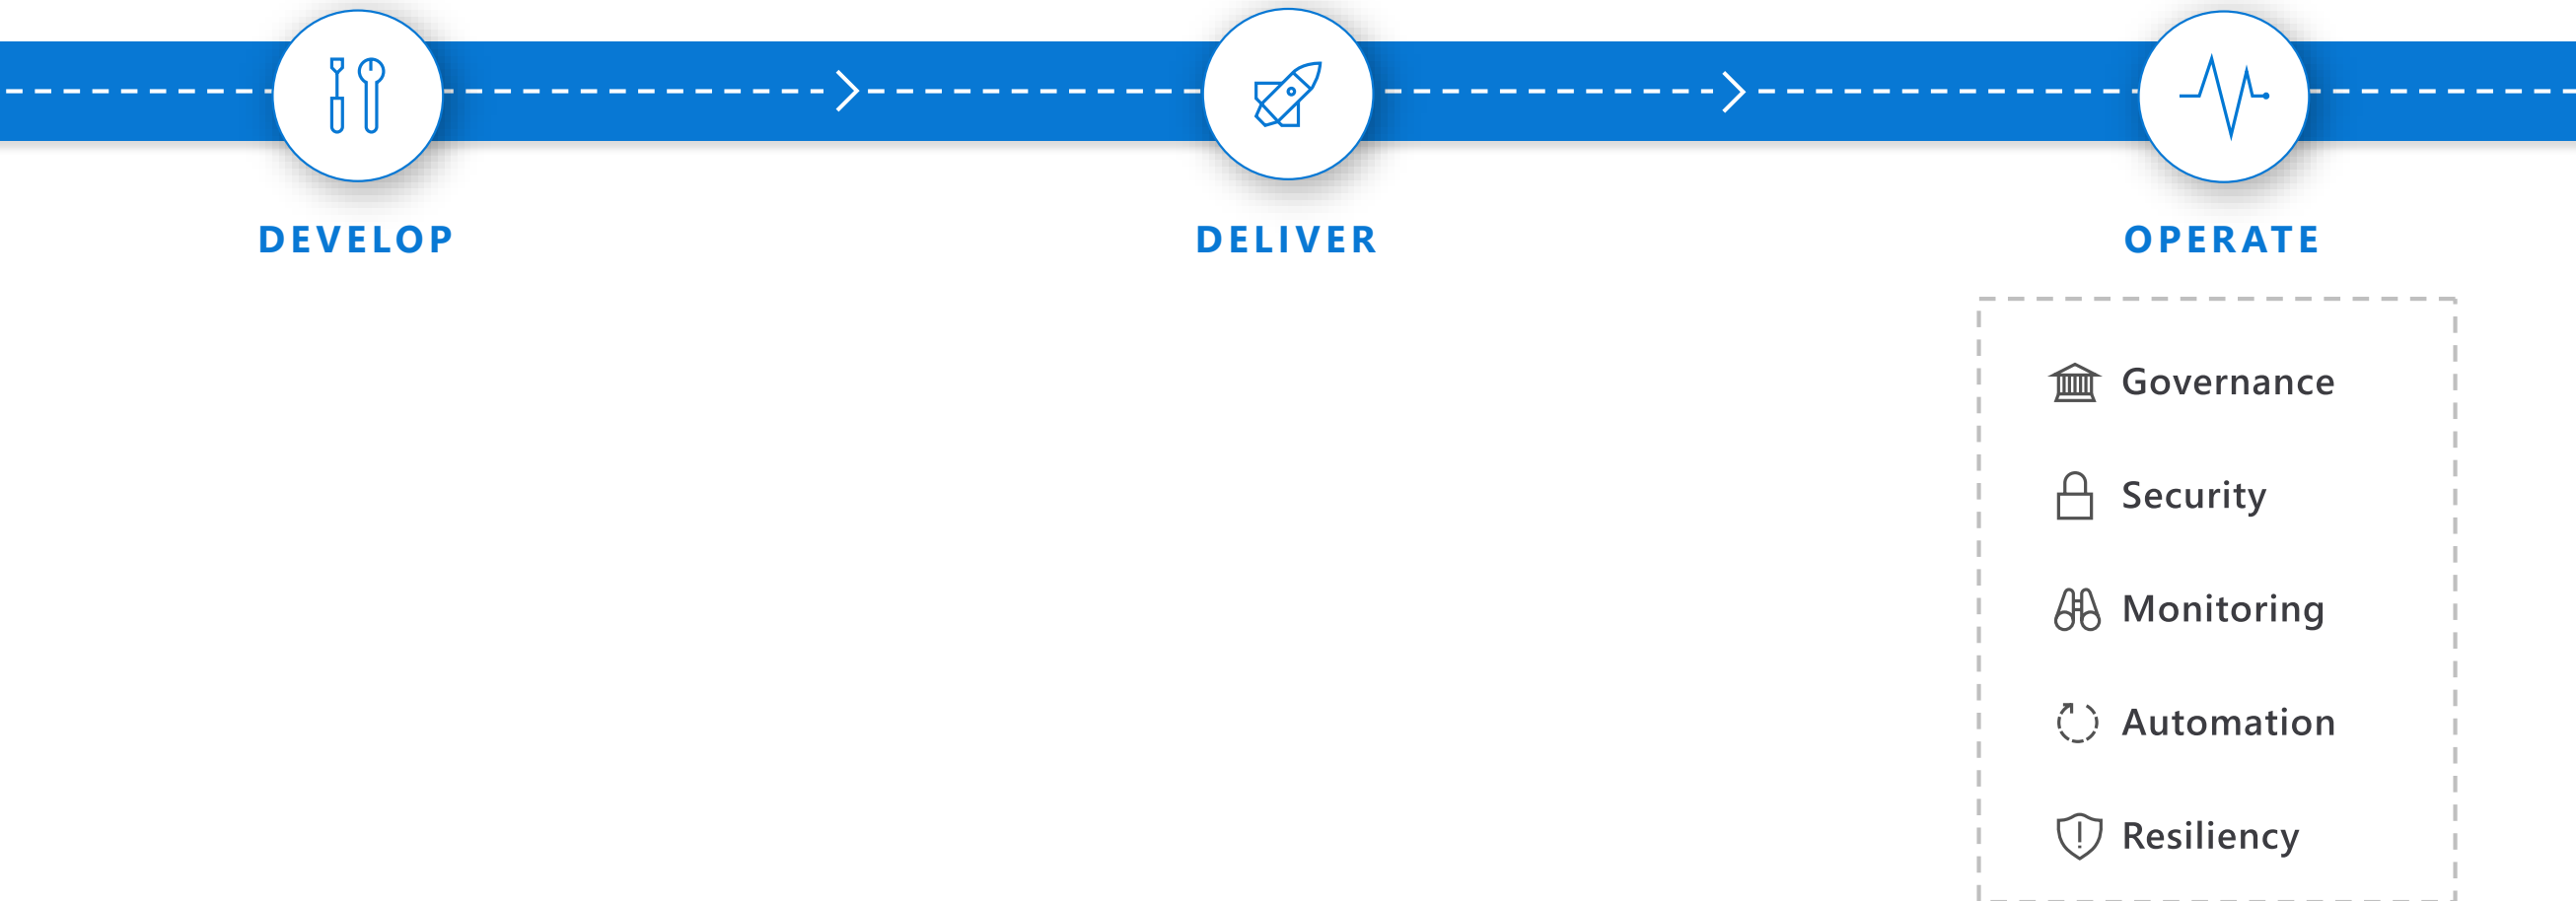 DEVELOP
DELIVER
OPERATE
Governance
Security
Monitoring
Automation
Resiliency